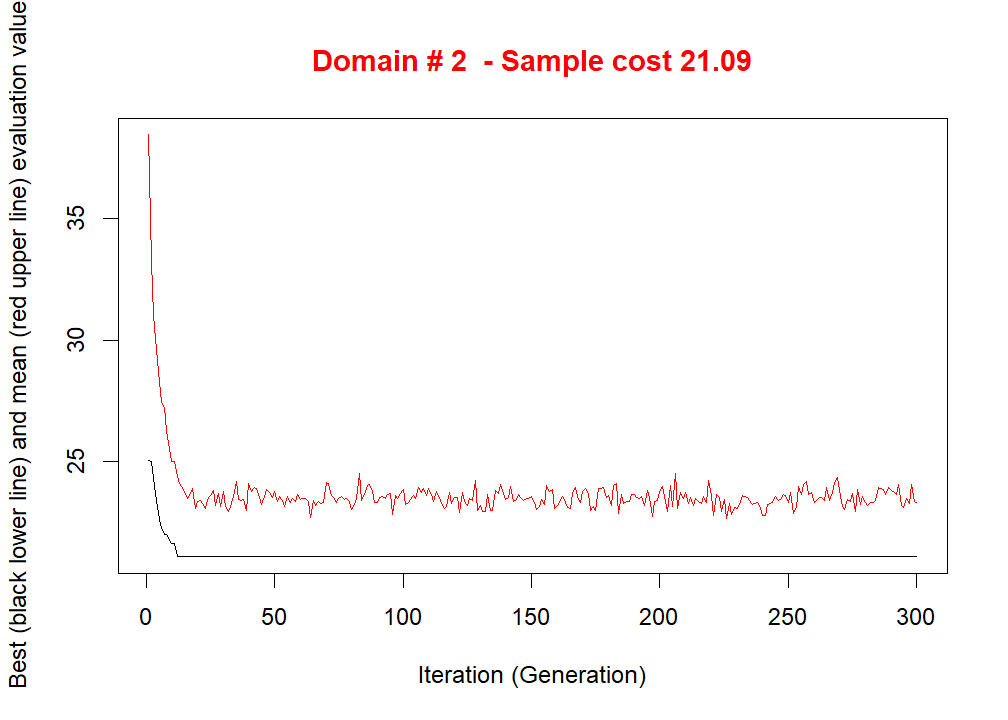 Domain # 2  - Sample cost 21.09
Best (black lower line) and mean (red upper line) evaluation value
35
30
25
0 50 100 150 200 250 300
Iteration (Generation)